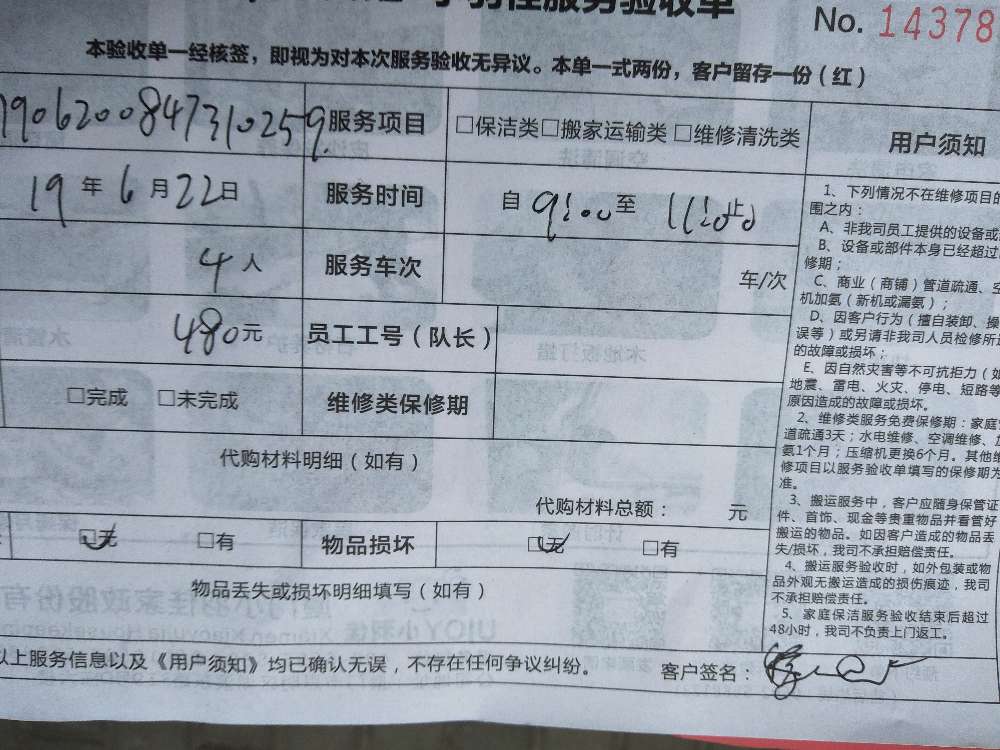 服务验收单
No. 14378
本验收单一经核签，即视为对本次服务验收无异议。本单一式两份，客户留存一份（红）
906200847310259. 服务项目 □保洁类□搬家运输类 □维修清洗类 用户须知
19 年 6 月 22 日 服务时间 自 9:00 至 11:00 止
4 人 服务车次 车/次
480 元 员工工号（队长）
□完成 □未完成 维修类保修期
代购材料明细（如有）
代购材料总额： 元
□无 □有 物品损坏 □无 □有
物品丢失或损坏明细填写（如有）
以上服务信息以及《用户须知》均已确认无误，不存在任何争议纠纷。 客户签名：
1、下列情况不在维修项目的
围之内：
A、非我司员工提供的设备或
B、设备或部件本身已经超过
修期；
C、商业（商铺）管道疏通、空
机加氨（新机或漏氨）；
D、因客户行为（擅自装卸、操
误等）或另请非我司人员检修所
的故障或损坏；
E、因自然灾害等不可抗拒力（如
地震、雷电、火灾、停电、短路等
原因造成的故障或损坏。
2、维修类服务免费保修期：家庭
道疏通3天；水电维修、空调维修、加
氨1个月；压缩机更换6个月。其他维
修项目以服务验收单填写的保修期为
准。
3、搬运服务中，客户应随身保管证
件、首饰、现金等贵重物品并看管好
搬运的物品。如因客户造成的物品丢
失/损坏，我司不承担赔偿责任。
4、搬运服务验收时，如外包装或物
品外观无搬运造成的损伤痕迹，我司
不承担赔偿责任。
5、家庭保洁服务验收结束后超过
48小时，我司不负责上门返工。